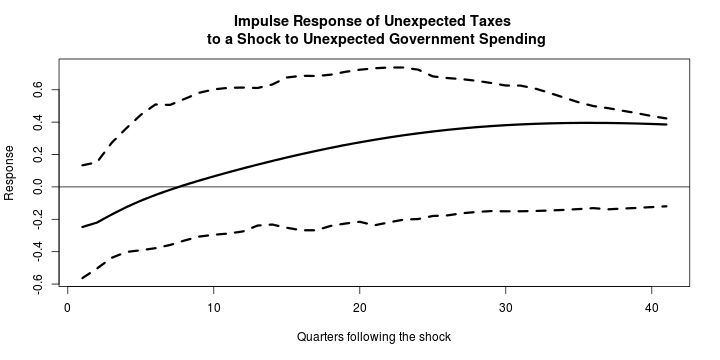 Impulse Response of Unexpected Taxes
to a Shock to Unexpected Government Spending
Response
0.6
0.4
0.2
0.0
-0.2
-0.4
-0.6
0 10 20 30 40
Quarters following the shock